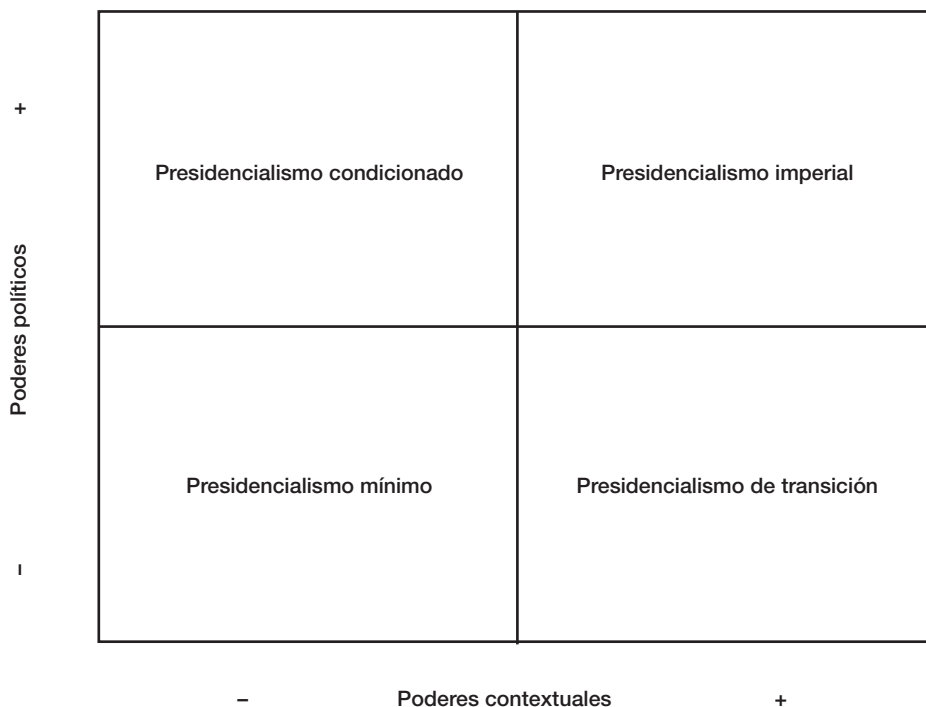 +
Presidencialismo condicionado
Presidencialismo imperial
Poderes políticos
Presidencialismo mínimo
Presidencialismo de transición
–
– Poderes contextuales +